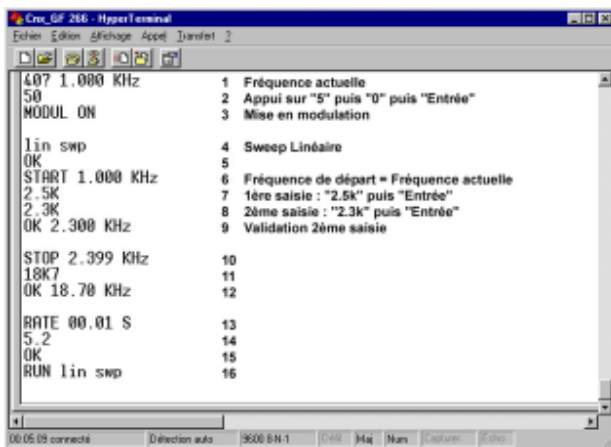 Cnx_GF 266 - HyperTerminal
Fichier Edition Affichage Appel Transfert ?
407 1.000 KHz 1 Fréquence actuelle
50 2 Appui sur "5" puis "0" puis "Entrée"
MODUL ON 3 Mise en modulation
lin swp 4 Sweep Linéaire
OK 5
START 1.000 KHz 6 Fréquence de départ = Fréquence actuelle
2.5K 7 1ère saisie : "2.5k" puis "Entrée"
2.3K 8 2ème saisie : "2.3k" puis "Entrée"
OK 2.300 KHz 9 Validation 2ème saisie
STOP 2.399 KHz 10
18K7 11
OK 18.70 KHz 12
RATE 00.01 S 13
5.2 14
OK 15
RUN lin swp 16
00:05:09 connecté Détection auto 9600 8-N-1 Défil Maj Num Capturer Echo